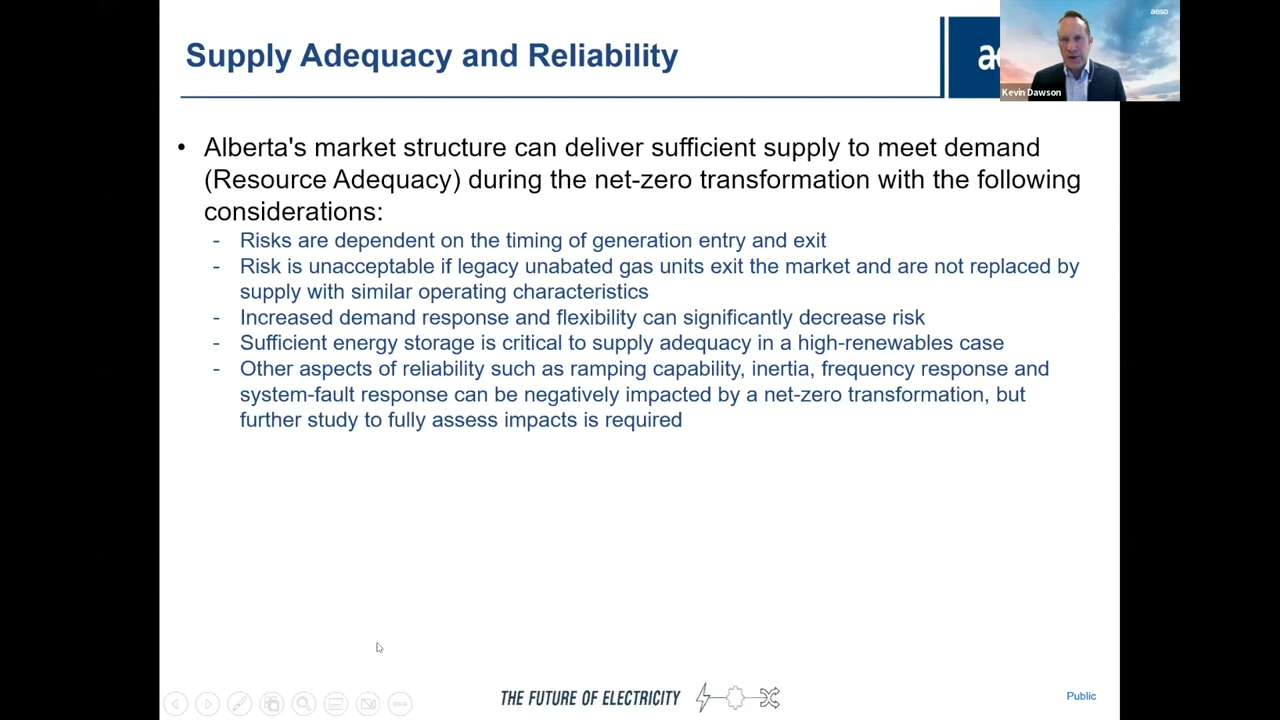 aeso
Supply Adequacy and Reliability
Kevin Dawson
• Alberta's market structure can deliver sufficient supply to meet demand
(Resource Adequacy) during the net-zero transformation with the following
considerations:
- Risks are dependent on the timing of generation entry and exit
- Risk is unacceptable if legacy unabated gas units exit the market and are not replaced by
supply with similar operating characteristics
- Increased demand response and flexibility can significantly decrease risk
- Sufficient energy storage is critical to supply adequacy in a high-renewables case
- Other aspects of reliability such as ramping capability, inertia, frequency response and
system-fault response can be negatively impacted by a net-zero transformation, but
further study to fully assess impacts is required
THE FUTURE OF ELECTRICITY
Public